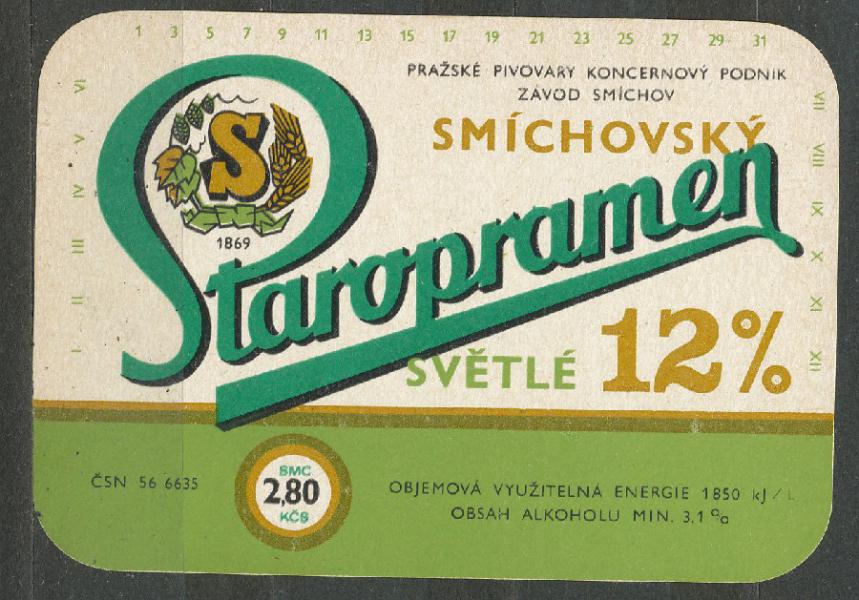 1 3 5 7 9 11 13 15 17 19 21 23 25 27 29 31
PRAŽSKÉ PIVOVARY KONCERNOVÝ PODNIK
ZÁVOD SMÍCHOV
SMÍCHOVSKÝ
S
1869
Staropramen
SVĚTLÉ 12%
I II III IV V VI
VII VIII IX X XI XII
ČSN 56 6635
SMC
2,80
KČS
OBJEMOVÁ VYUŽITELNÁ ENERGIE 1850 kJ/L
OBSAH ALKOHOLU MIN. 3,1 %